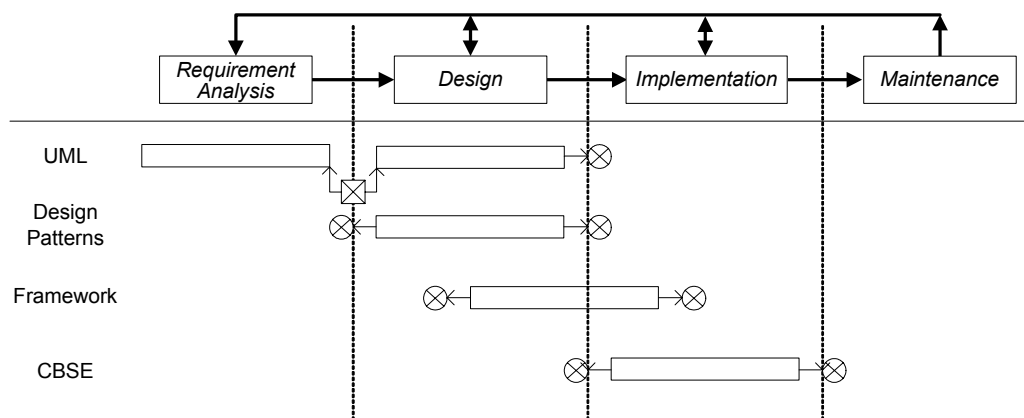 Requirement
Analysis
Design
Implementation
Maintenance
UML
Design
Patterns
Framework
CBSE